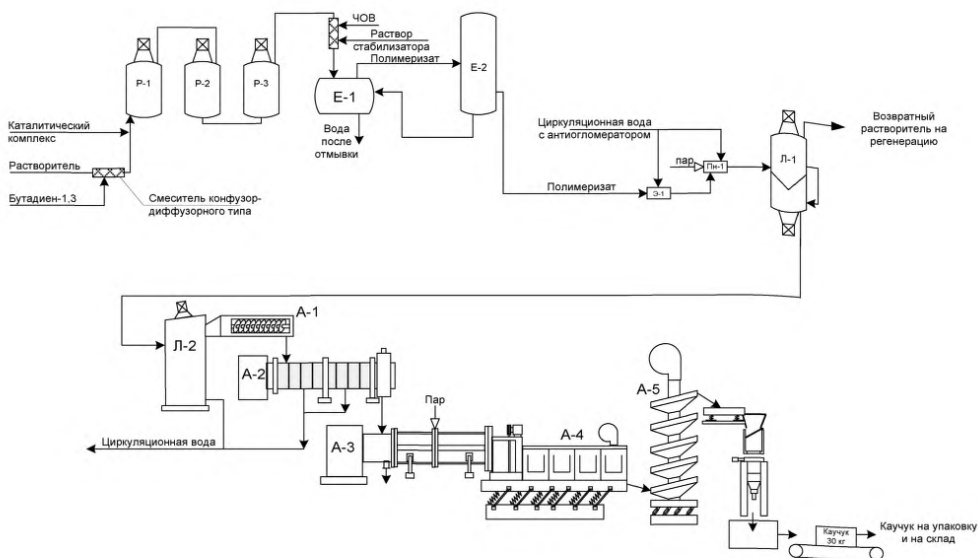 ЧОВ
Раствор
стабилизатора
Полимеризат
Р-1
Р-2
Р-3
Е-1
Е-2
Каталитический
комплекс
Растворитель
Бутадиен-1,3
Смеситель конфузор-
диффузорного типа
Вода
после
отмывки
Циркуляционная вода
с антиогломератором
пар
Пн-1
Э-1
Полимеризат
Л-1
Возвратный
растворитель на
регенерацию
Л-2
А-1
А-2
Циркуляционная вода
А-3
Пар
А-4
А-5
Каучук
30 кг
Каучук на упаковку
и на склад